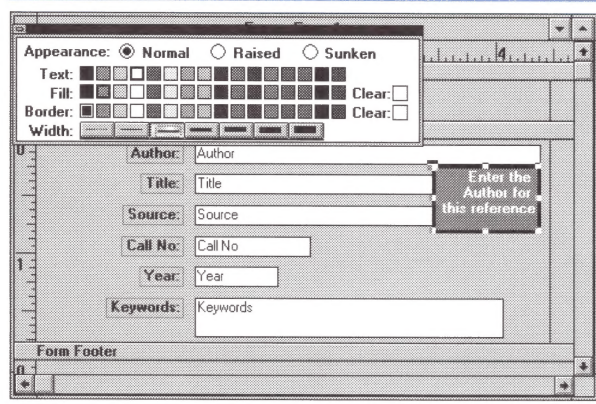 Appearance: Normal Raised Sunken
Text:
Fill: Clear:
Border: Clear:
Width:
4
0
Author: Author
Title: Title
Enter the
Author for
this reference
Source: Source
Call No: Call No
1
Year: Year
Keywords: Keywords
Form Footer
0